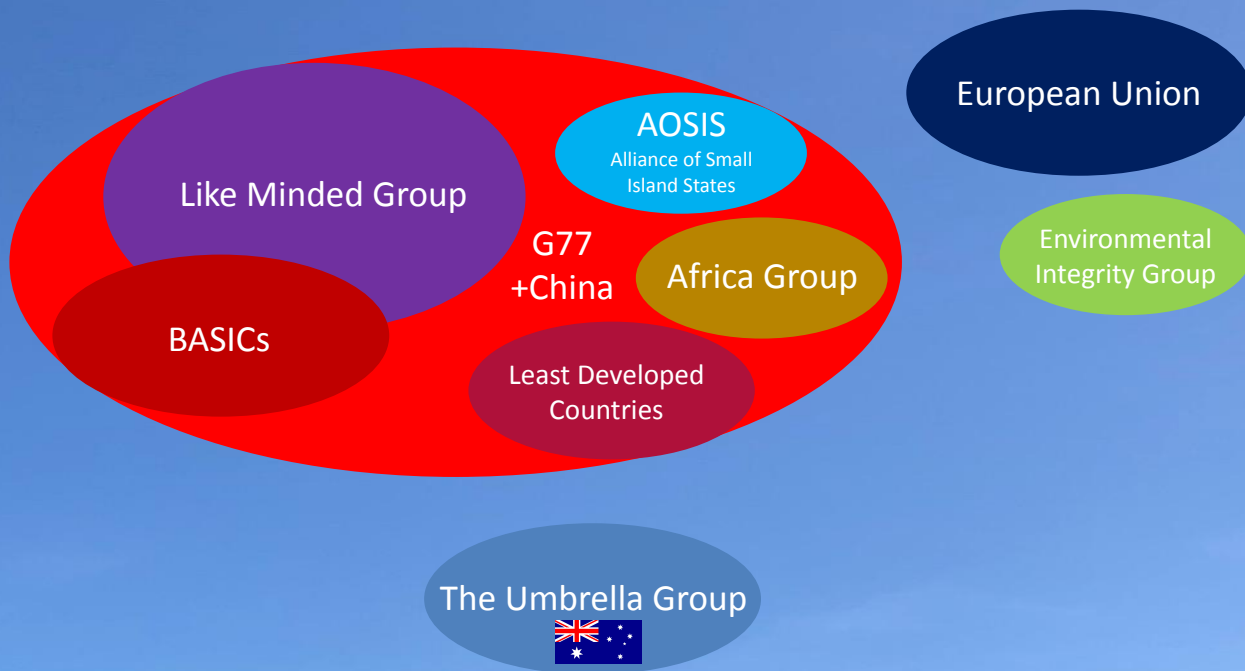 European Union
AOSIS
Alliance of Small
Island States
Like Minded Group
Environmental
Integrity Group
G77
+China
Africa Group
BASICs
Least Developed
Countries
The Umbrella Group